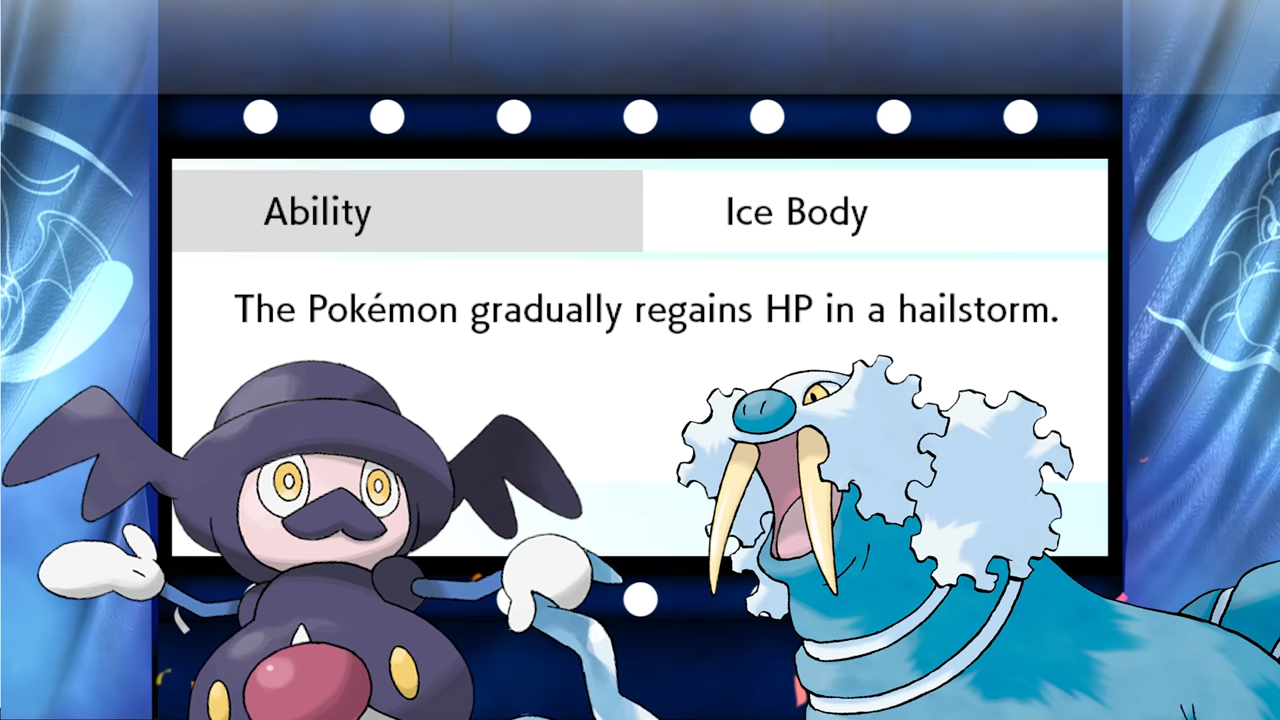 Ability
Ice Body
The Pokémon gradually regains HP in a hailstorm.